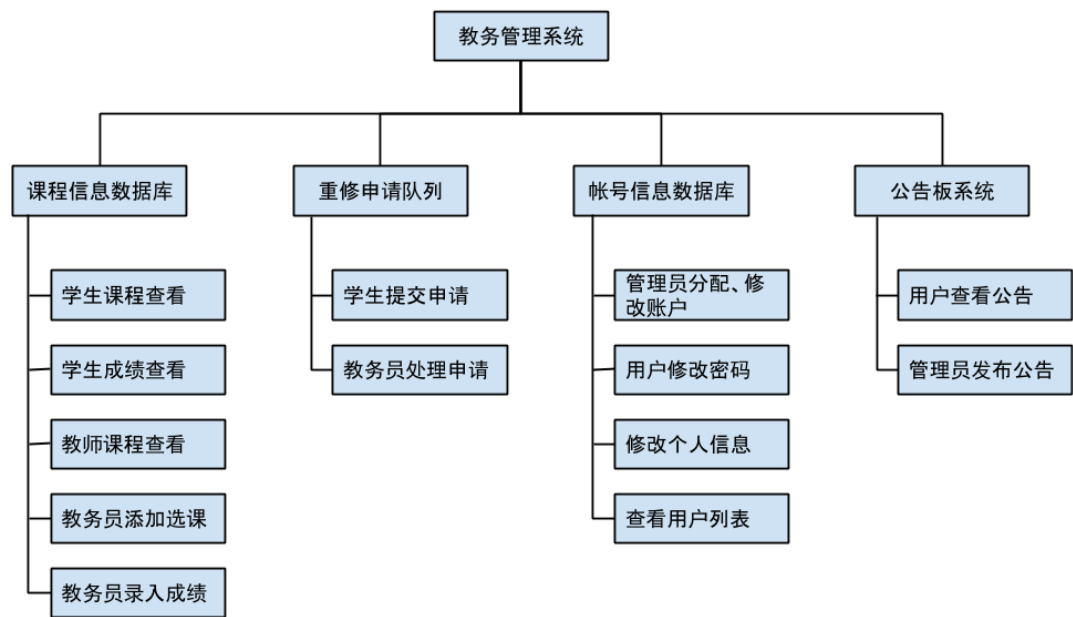 教务管理系统
课程信息数据库
重修申请队列
帐号信息数据库
公告板系统
学生课程查看
学生提交申请
管理员分配、修
改账户
用户查看公告
学生成绩查看
教务员处理申请
用户修改密码
管理员发布公告
教师课程查看
修改个人信息
教务员添加选课
查看用户列表
教务员录入成绩